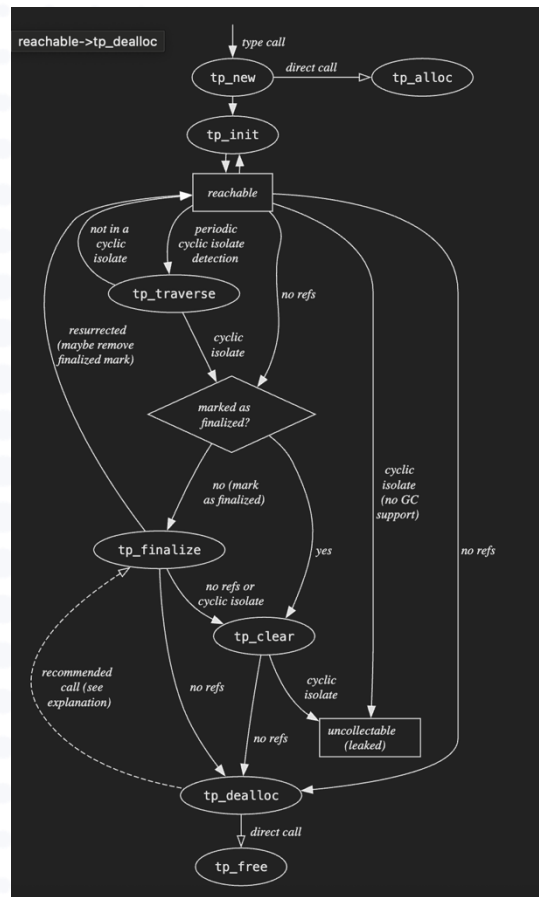 reachable->tp_dealloc
type call
tp_new
direct call
tp_alloc
tp_init
reachable
not in a
cyclic
isolate
periodic
cyclic isolate
detection
tp_traverse
no refs
resurrected
(maybe remove
finalized mark)
cyclic
isolate
marked as
finalized?
no (mark
as finalized)
cyclic
isolate
(no GC
support)
no refs
yes
tp_finalize
no refs or
cyclic isolate
tp_clear
recommended
call (see
explanation)
no refs
cyclic
isolate
no refs
uncollectable
(leaked)
tp_dealloc
direct call
tp_free